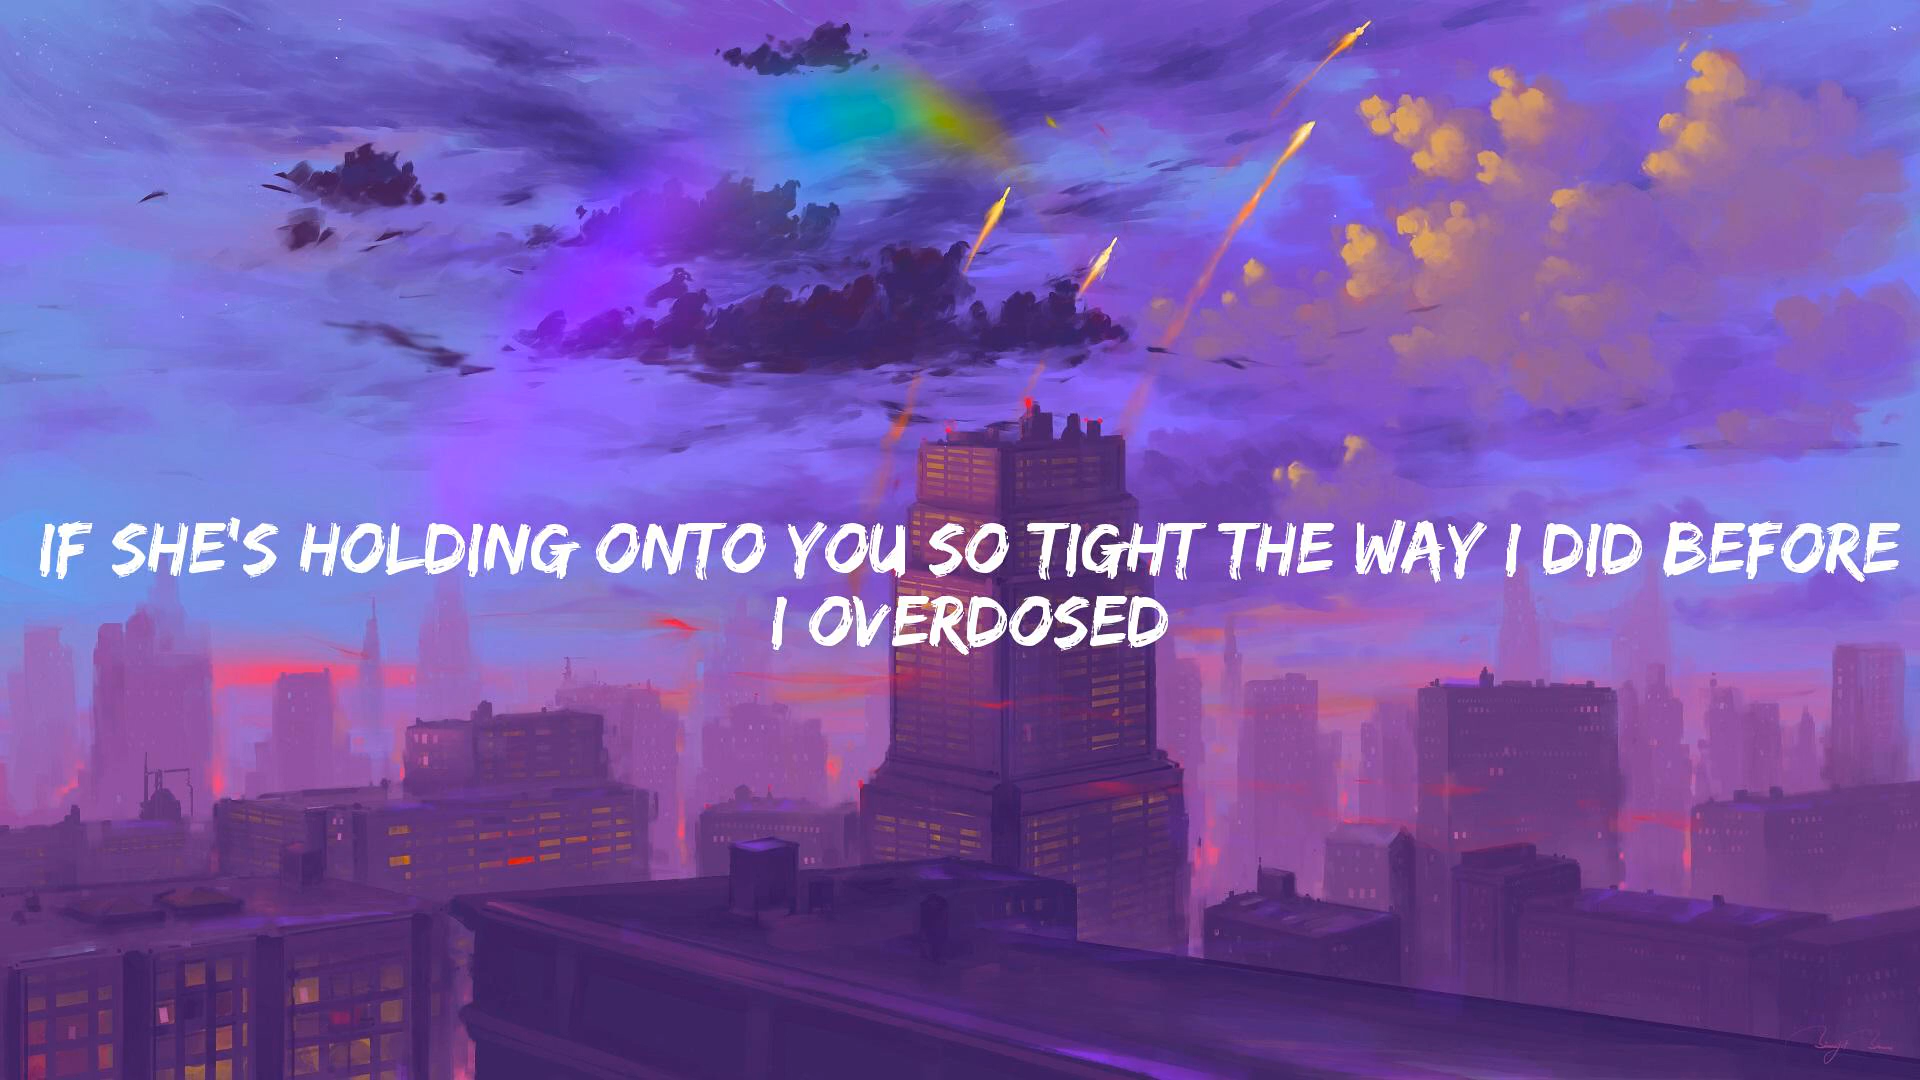 IF SHE'S HOLDING ONTO YOU SO TIGHT THE WAY I DID BEFORE
I OVERDOSED